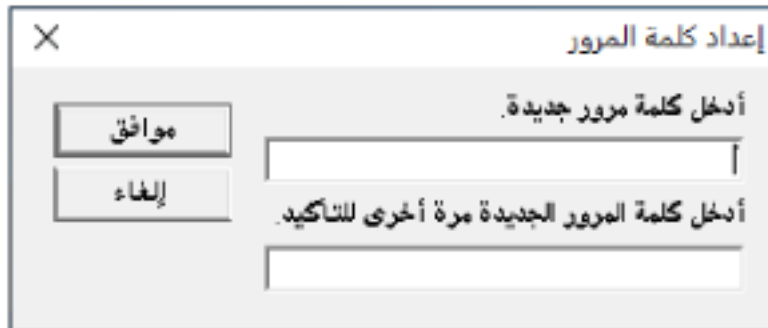 إعداد كلمة المرور
أدخل كلمة مرور جديدة.
موافق
إلغاء
أدخل كلمة المرور الجديدة مرة أخرى للتأكيد.